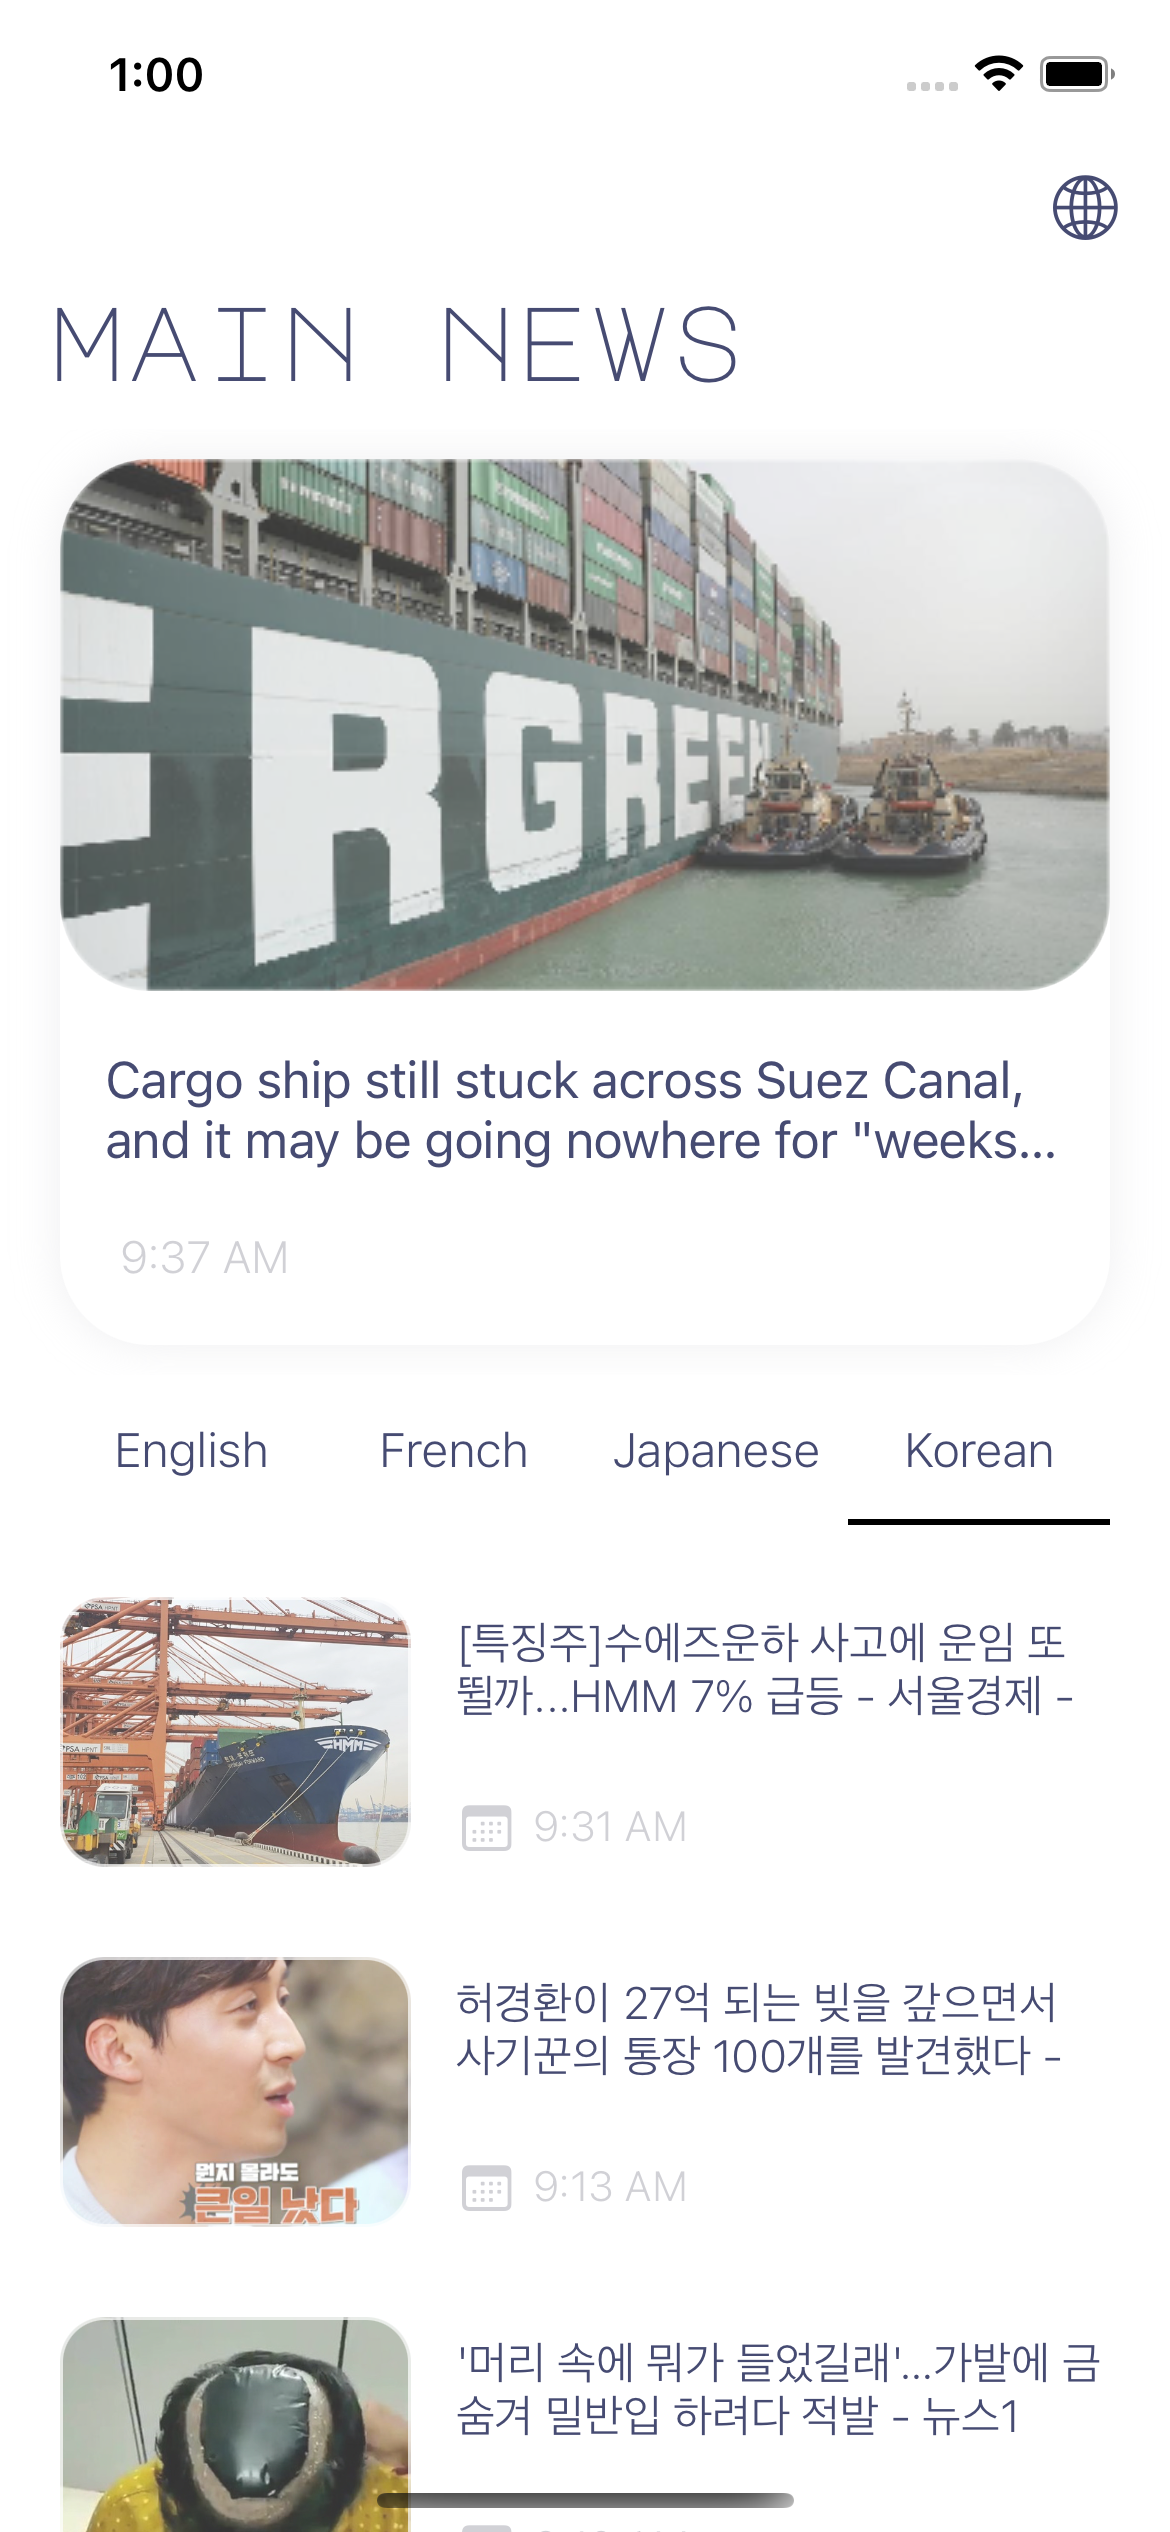 1:00
MAIN NEWS
ERGREEN
Cargo ship still stuck across Suez Canal,
and it may be going nowhere for "weeks...
9:37 AM
English French Japanese Korean
[특징주]수에즈운하 사고에 운임 또
뛸까...HMM 7% 급등 - 서울경제 -
HMM
9:31 AM
허경환이 27억 되는 빚을 갚으면서
사기꾼의 통장 100개를 발견했다 -
뭔지 몰라도
큰일 났다
9:13 AM
'머리 속에 뭐가 들었길래'...가발에 금
숨겨 밀반입 하려다 적발 - 뉴스1